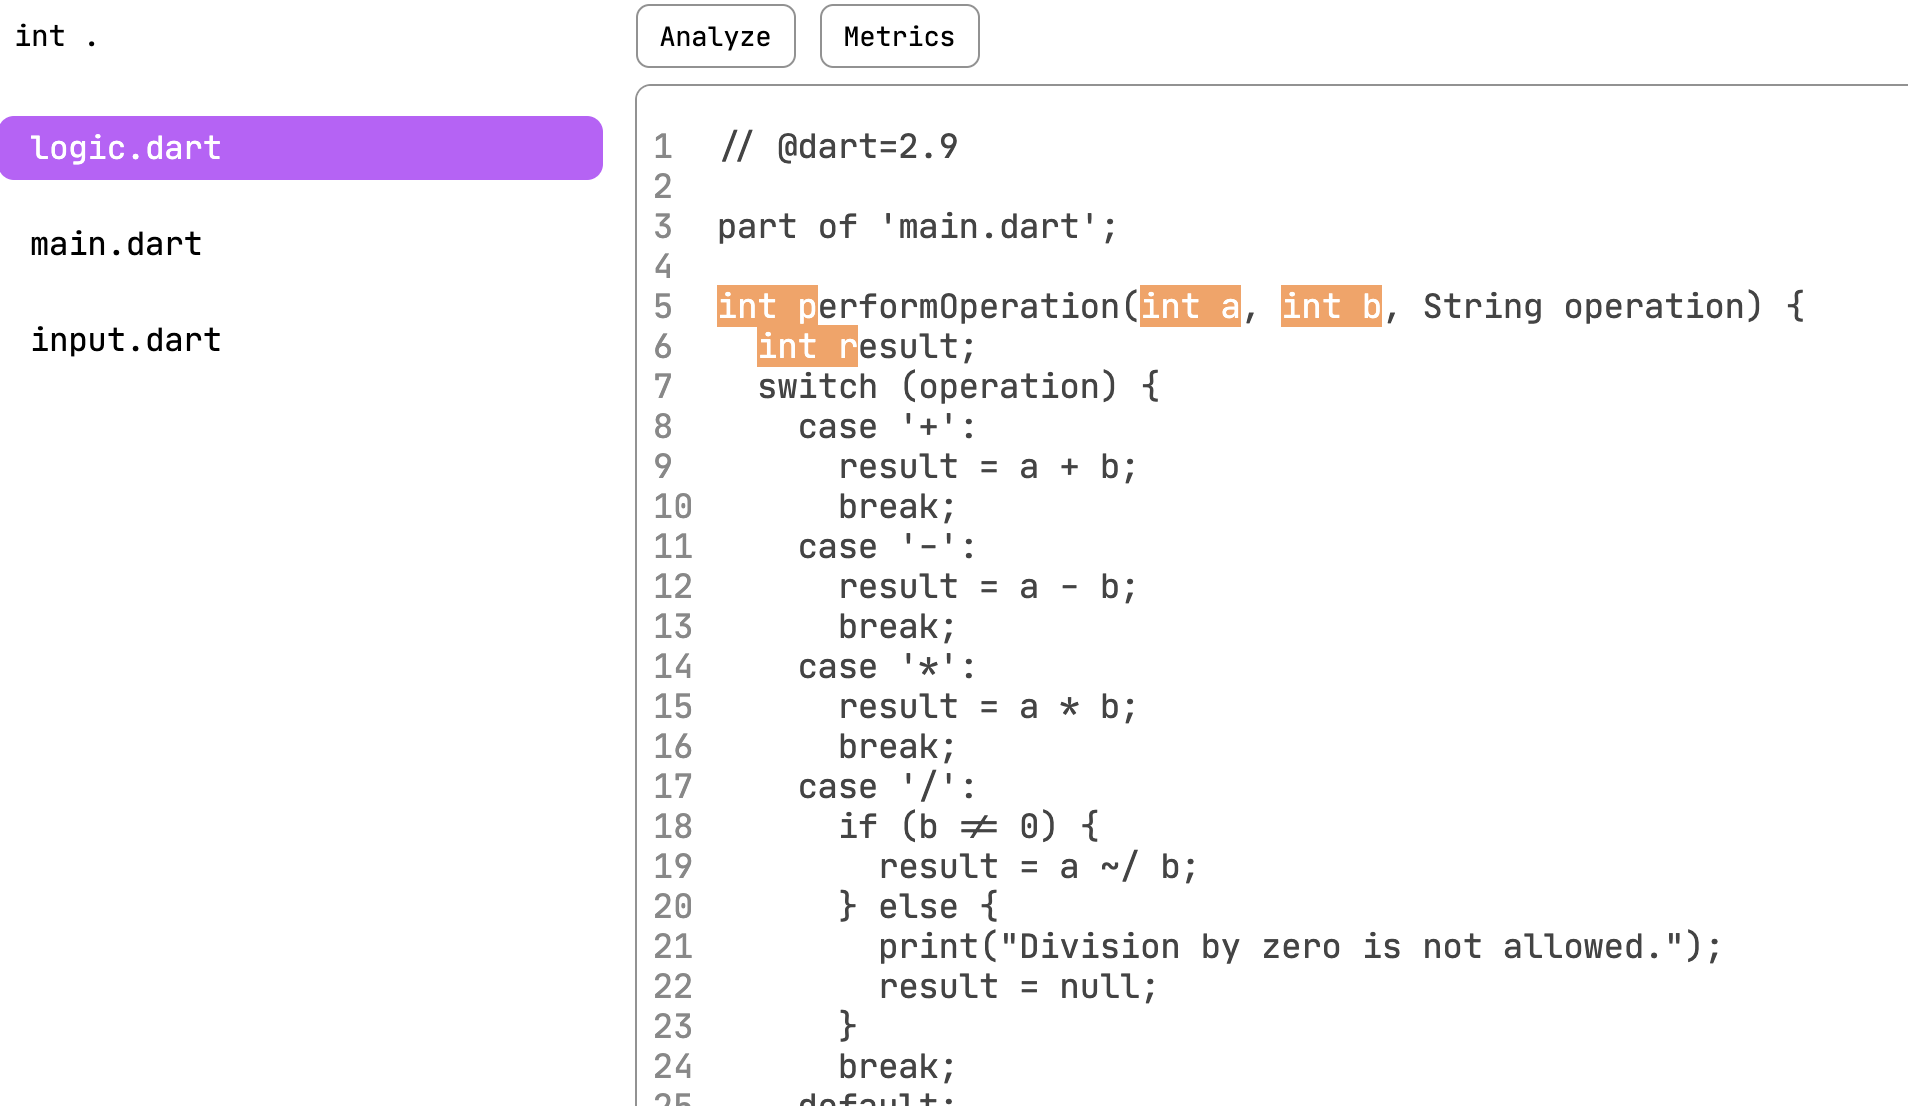 int .
Analyze Metrics
logic.dart
main.dart
input.dart
1 // @dart=2.9
2
3 part of 'main.dart';
4
5 int performOperation(int a, int b, String operation) {
6   int result;
7   switch (operation) {
8     case '+':
9       result = a + b;
10       break;
11     case '-':
12       result = a - b;
13       break;
14     case '*':
15       result = a * b;
16       break;
17     case '/':
18       if (b != 0) {
19         result = a ~/ b;
20       } else {
21         print("Division by zero is not allowed.");
22         result = null;
23       }
24       break;
25     default: